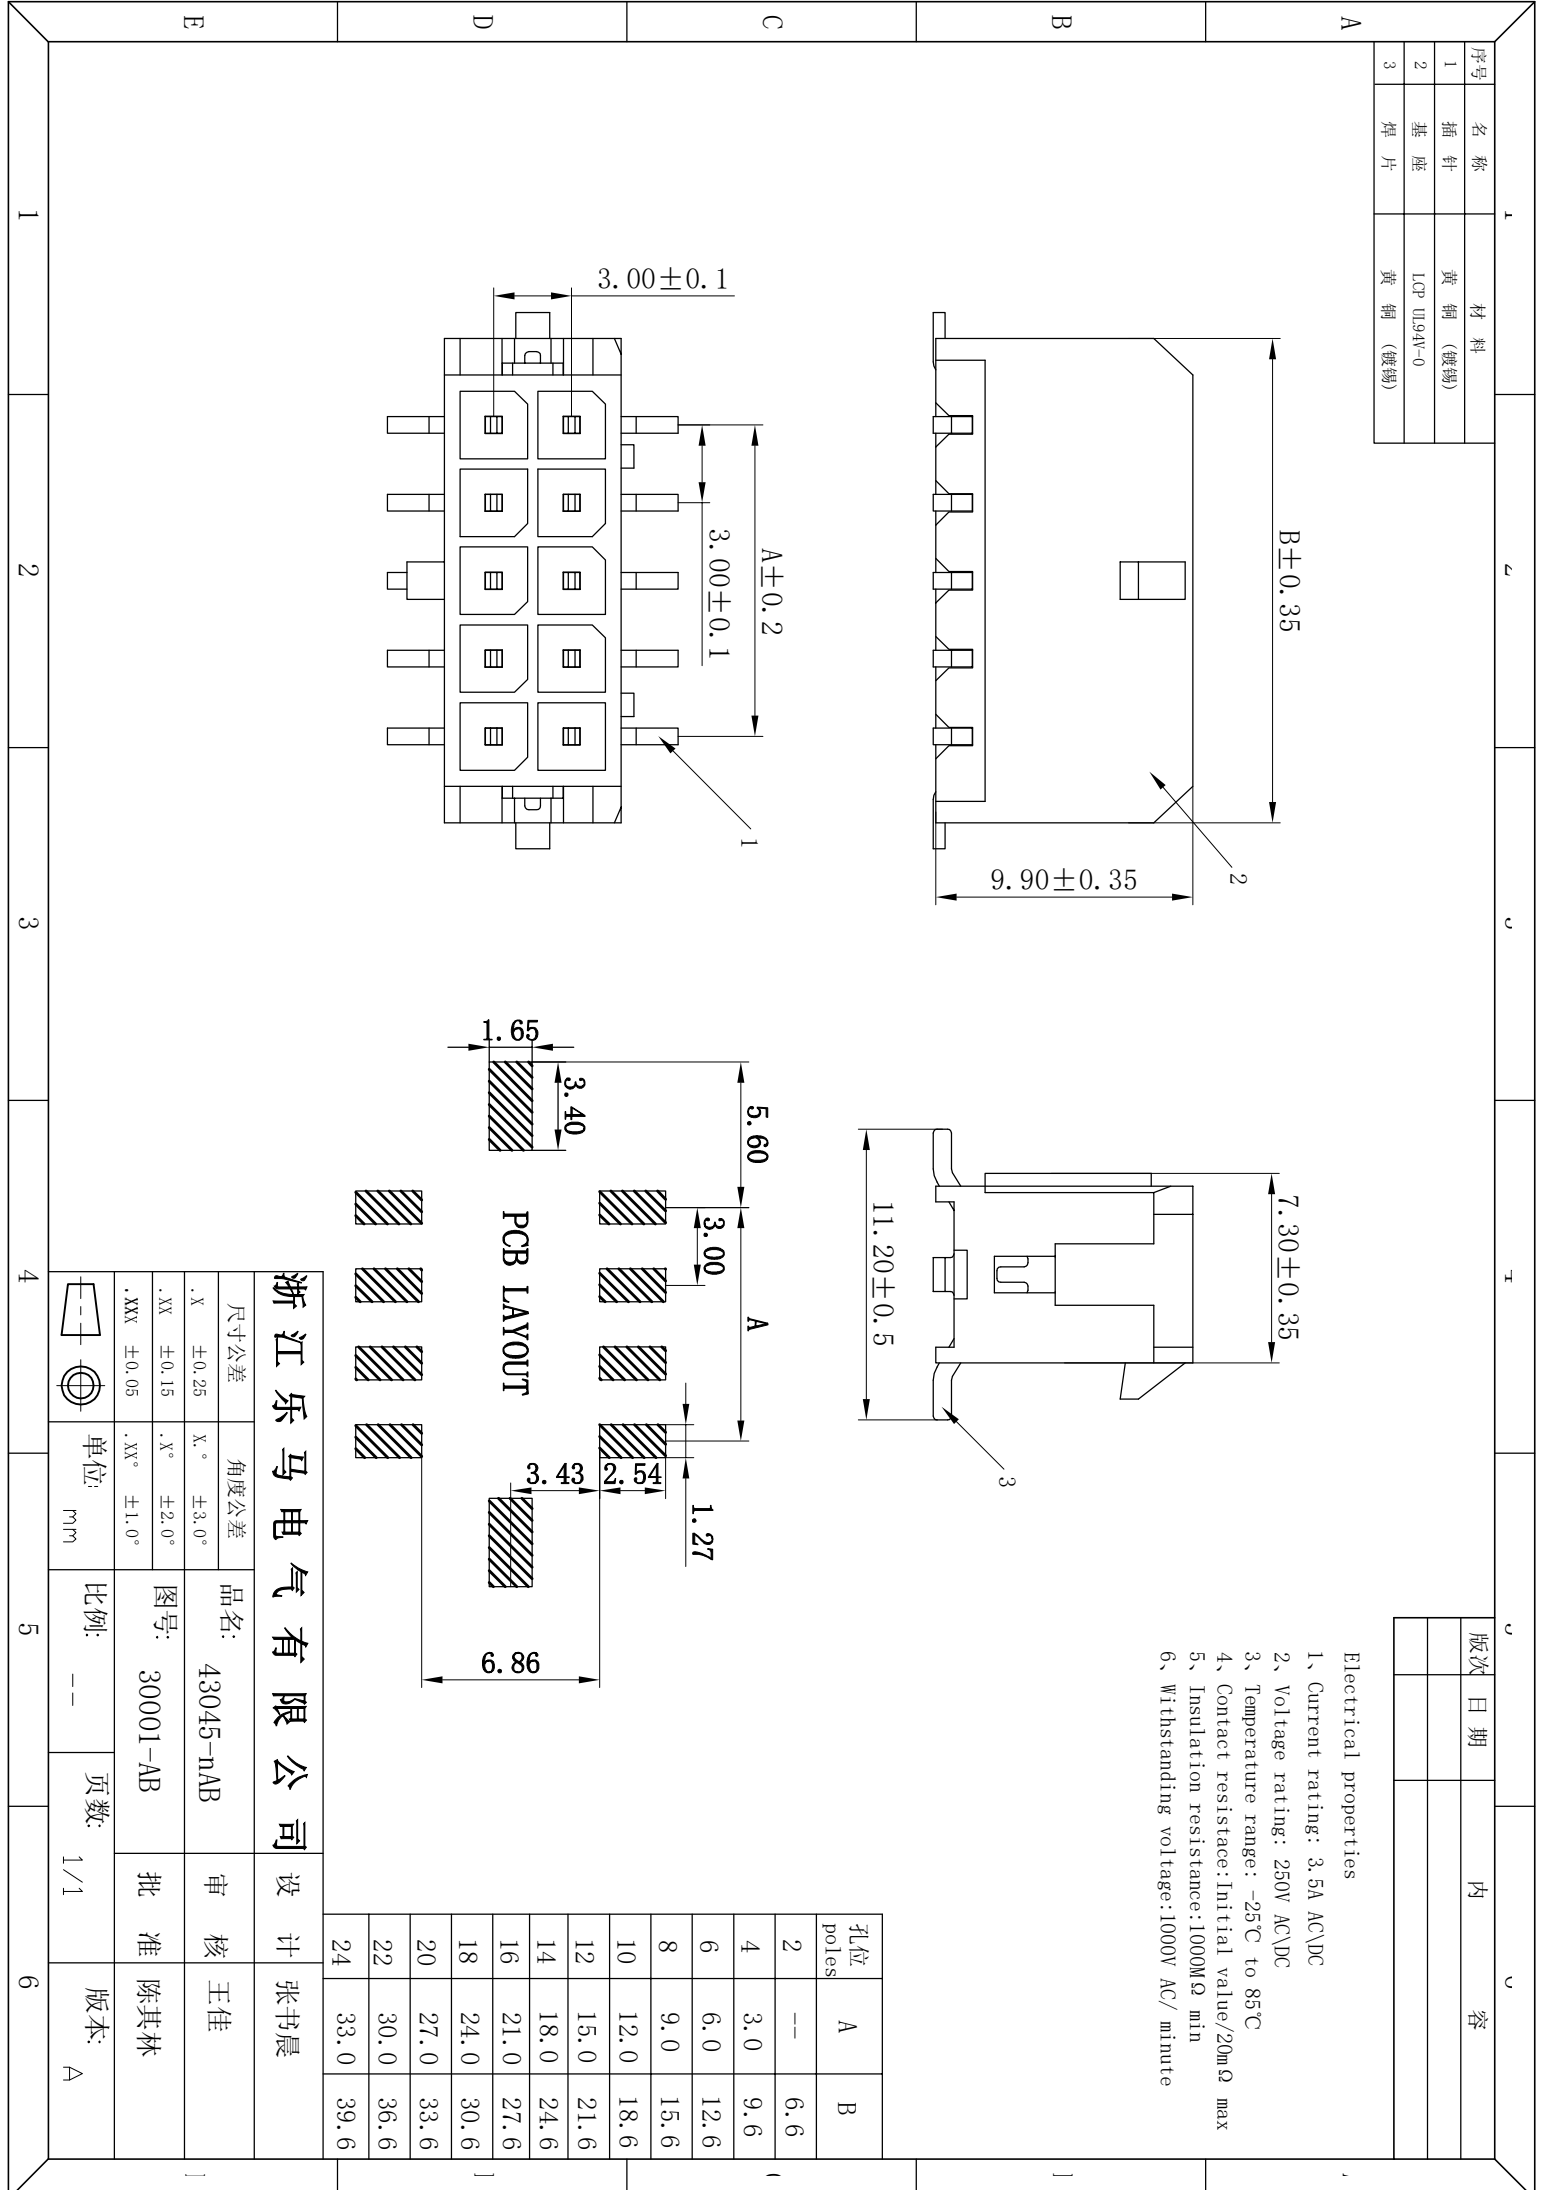 A
B
C
D
E
1
2
3
4
5
6
序号 名 称 材 料
1 插 针 黄 铜 (镀锡)
2 基 座 LCP UL94V-0
3 焊 片 黄 铜 (镀锡)
版次 日 期 内 容
Electrical properties
1、Current rating: 3.5A AC\DC
2、Voltage rating: 250V AC\DC
3、Temperature range: -25℃ to 85℃
4、Contact resistace:Initial value/20mΩ max
5、Insulation resistance:1000MΩ min
6、Withstanding voltage:1000V AC/ minute
B±0.35
9.90±0.35
2
7.30±0.35
11.20±0.5
3
A±0.2
3.00±0.1
3.00±0.1
1
5.60
A
3.00
1.27
3.40
1.65
3.43
2.54
6.86
PCB LAYOUT
孔位 poles A B
2 -- 6.6
4 3.0 9.6
6 6.0 12.6
8 9.0 15.6
10 12.0 18.6
12 15.0 21.6
14 18.0 24.6
16 21.0 27.6
18 24.0 30.6
20 27.0 33.6
22 30.0 36.6
24 33.0 39.6
浙江乐马电气有限公司
设 计 张书晨
尺寸公差 角度公差
.X ±0.25 X.° ±3.0°
.XX ±0.15 .X° ±2.0°
.XXX ±0.05 .XX° ±1.0°
品名: 43045-nAB
审 核 王佳
图号: 30001-AB
批 准 陈其林
单位: mm
比例: --
页数: 1/1
版本: A